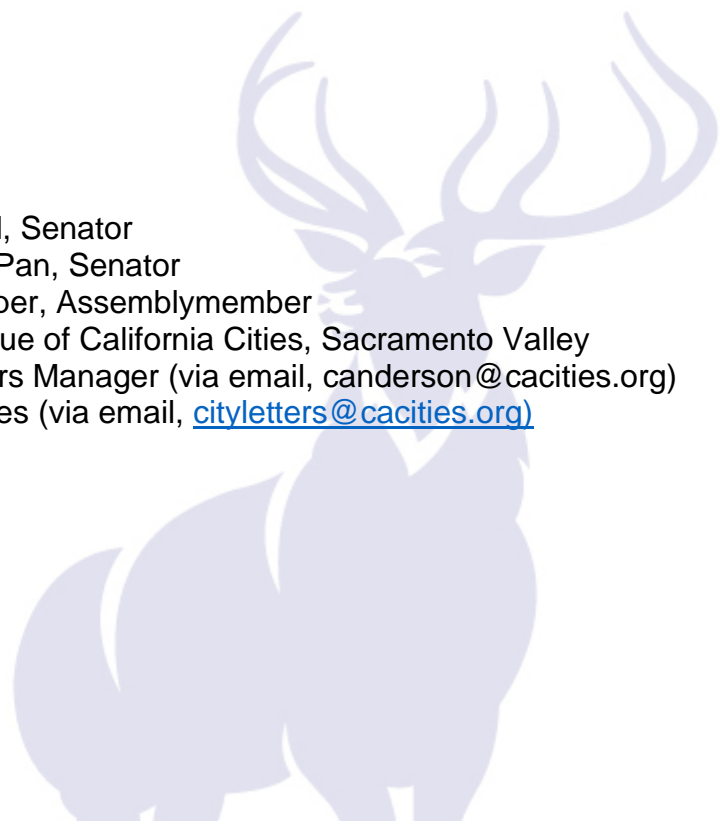 , Senator
Pan, Senator
oer, Assemblymember
ue of California Cities, Sacramento Valley
rs Manager (via email, canderson@cacities.org)
es (via email, cityletters@cacities.org)